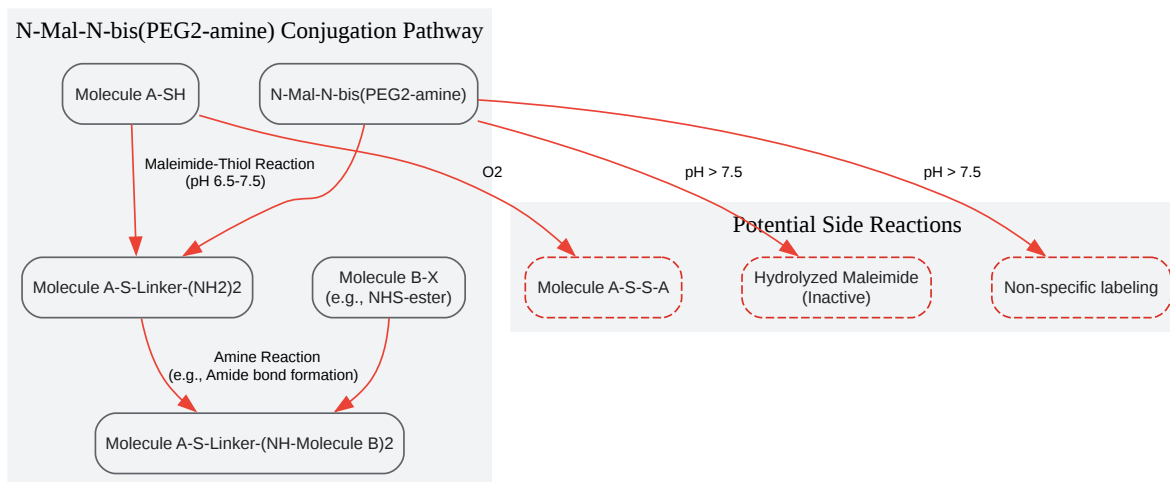 N-Mal-N-bis(PEG2-amine) Conjugation Pathway
Molecule A-SH
N-Mal-N-bis(PEG2-amine)
Maleimide-Thiol Reaction
(pH 6.5-7.5)
O2
pH > 7.5
pH > 7.5
Potential Side Reactions
Molecule A-S-Linker-(NH2)2
Molecule B-X
(e.g., NHS-ester)
Molecule A-S-S-A
Hydrolyzed Maleimide
(Inactive)
Non-specific labeling
Amine Reaction
(e.g., Amide bond formation)
Molecule A-S-Linker-(NH-Molecule B)2